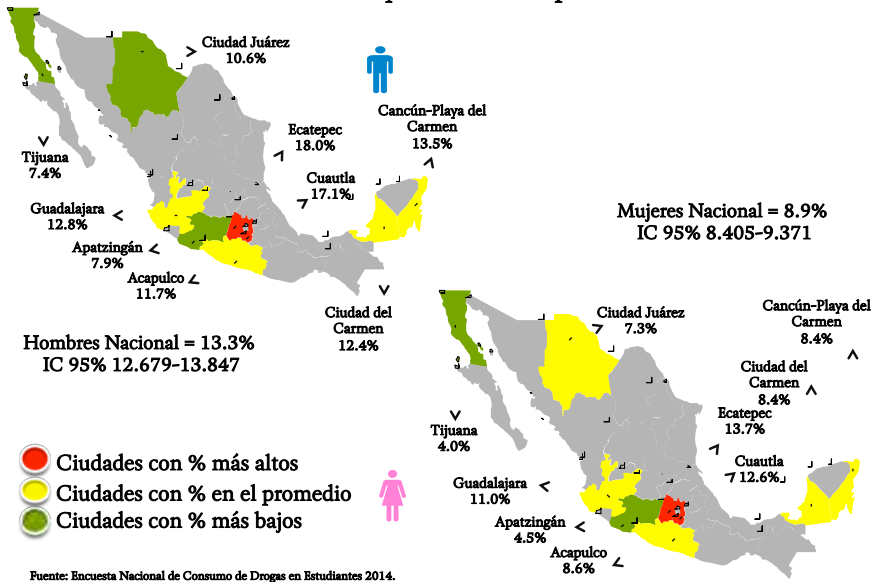 Ciudad Juárez
10.6%
Cancún-Playa del
Carmen
13.5%
Ecatepec
18.0%
Tijuana
7.4%
Cuautla
17.1%
Guadalajara
12.8%
Apatzingán
7.9%
Acapulco
11.7%
Ciudad del
Carmen
12.4%
Mujeres Nacional = 8.9%
IC 95% 8.405-9.371
Hombres Nacional = 13.3%
IC 95% 12.679-13.847
Ciudad Juárez
7.3%
Cancún-Playa del
Carmen
8.4%
Ciudad del
Carmen
8.4%
Ecatepec
13.7%
Tijuana
4.0%
Cuautla
12.6%
Guadalajara
11.0%
Apatzingán
4.5%
Acapulco
8.6%
Ciudades con % más altos
Ciudades con % en el promedio
Ciudades con % más bajos
Fuente: Encuesta Nacional de Consumo de Drogas en Estudiantes 2014.